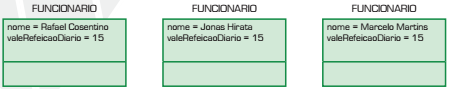 FUNCIONARIO
nome = Rafael Cosentino
valeRefeicaoDiario = 15
FUNCIONARIO
nome = Jonas Hirata
valeRefeicaoDiario = 15
FUNCIONARIO
nome = Marcelo Martins
valeRefeicaoDiario = 15